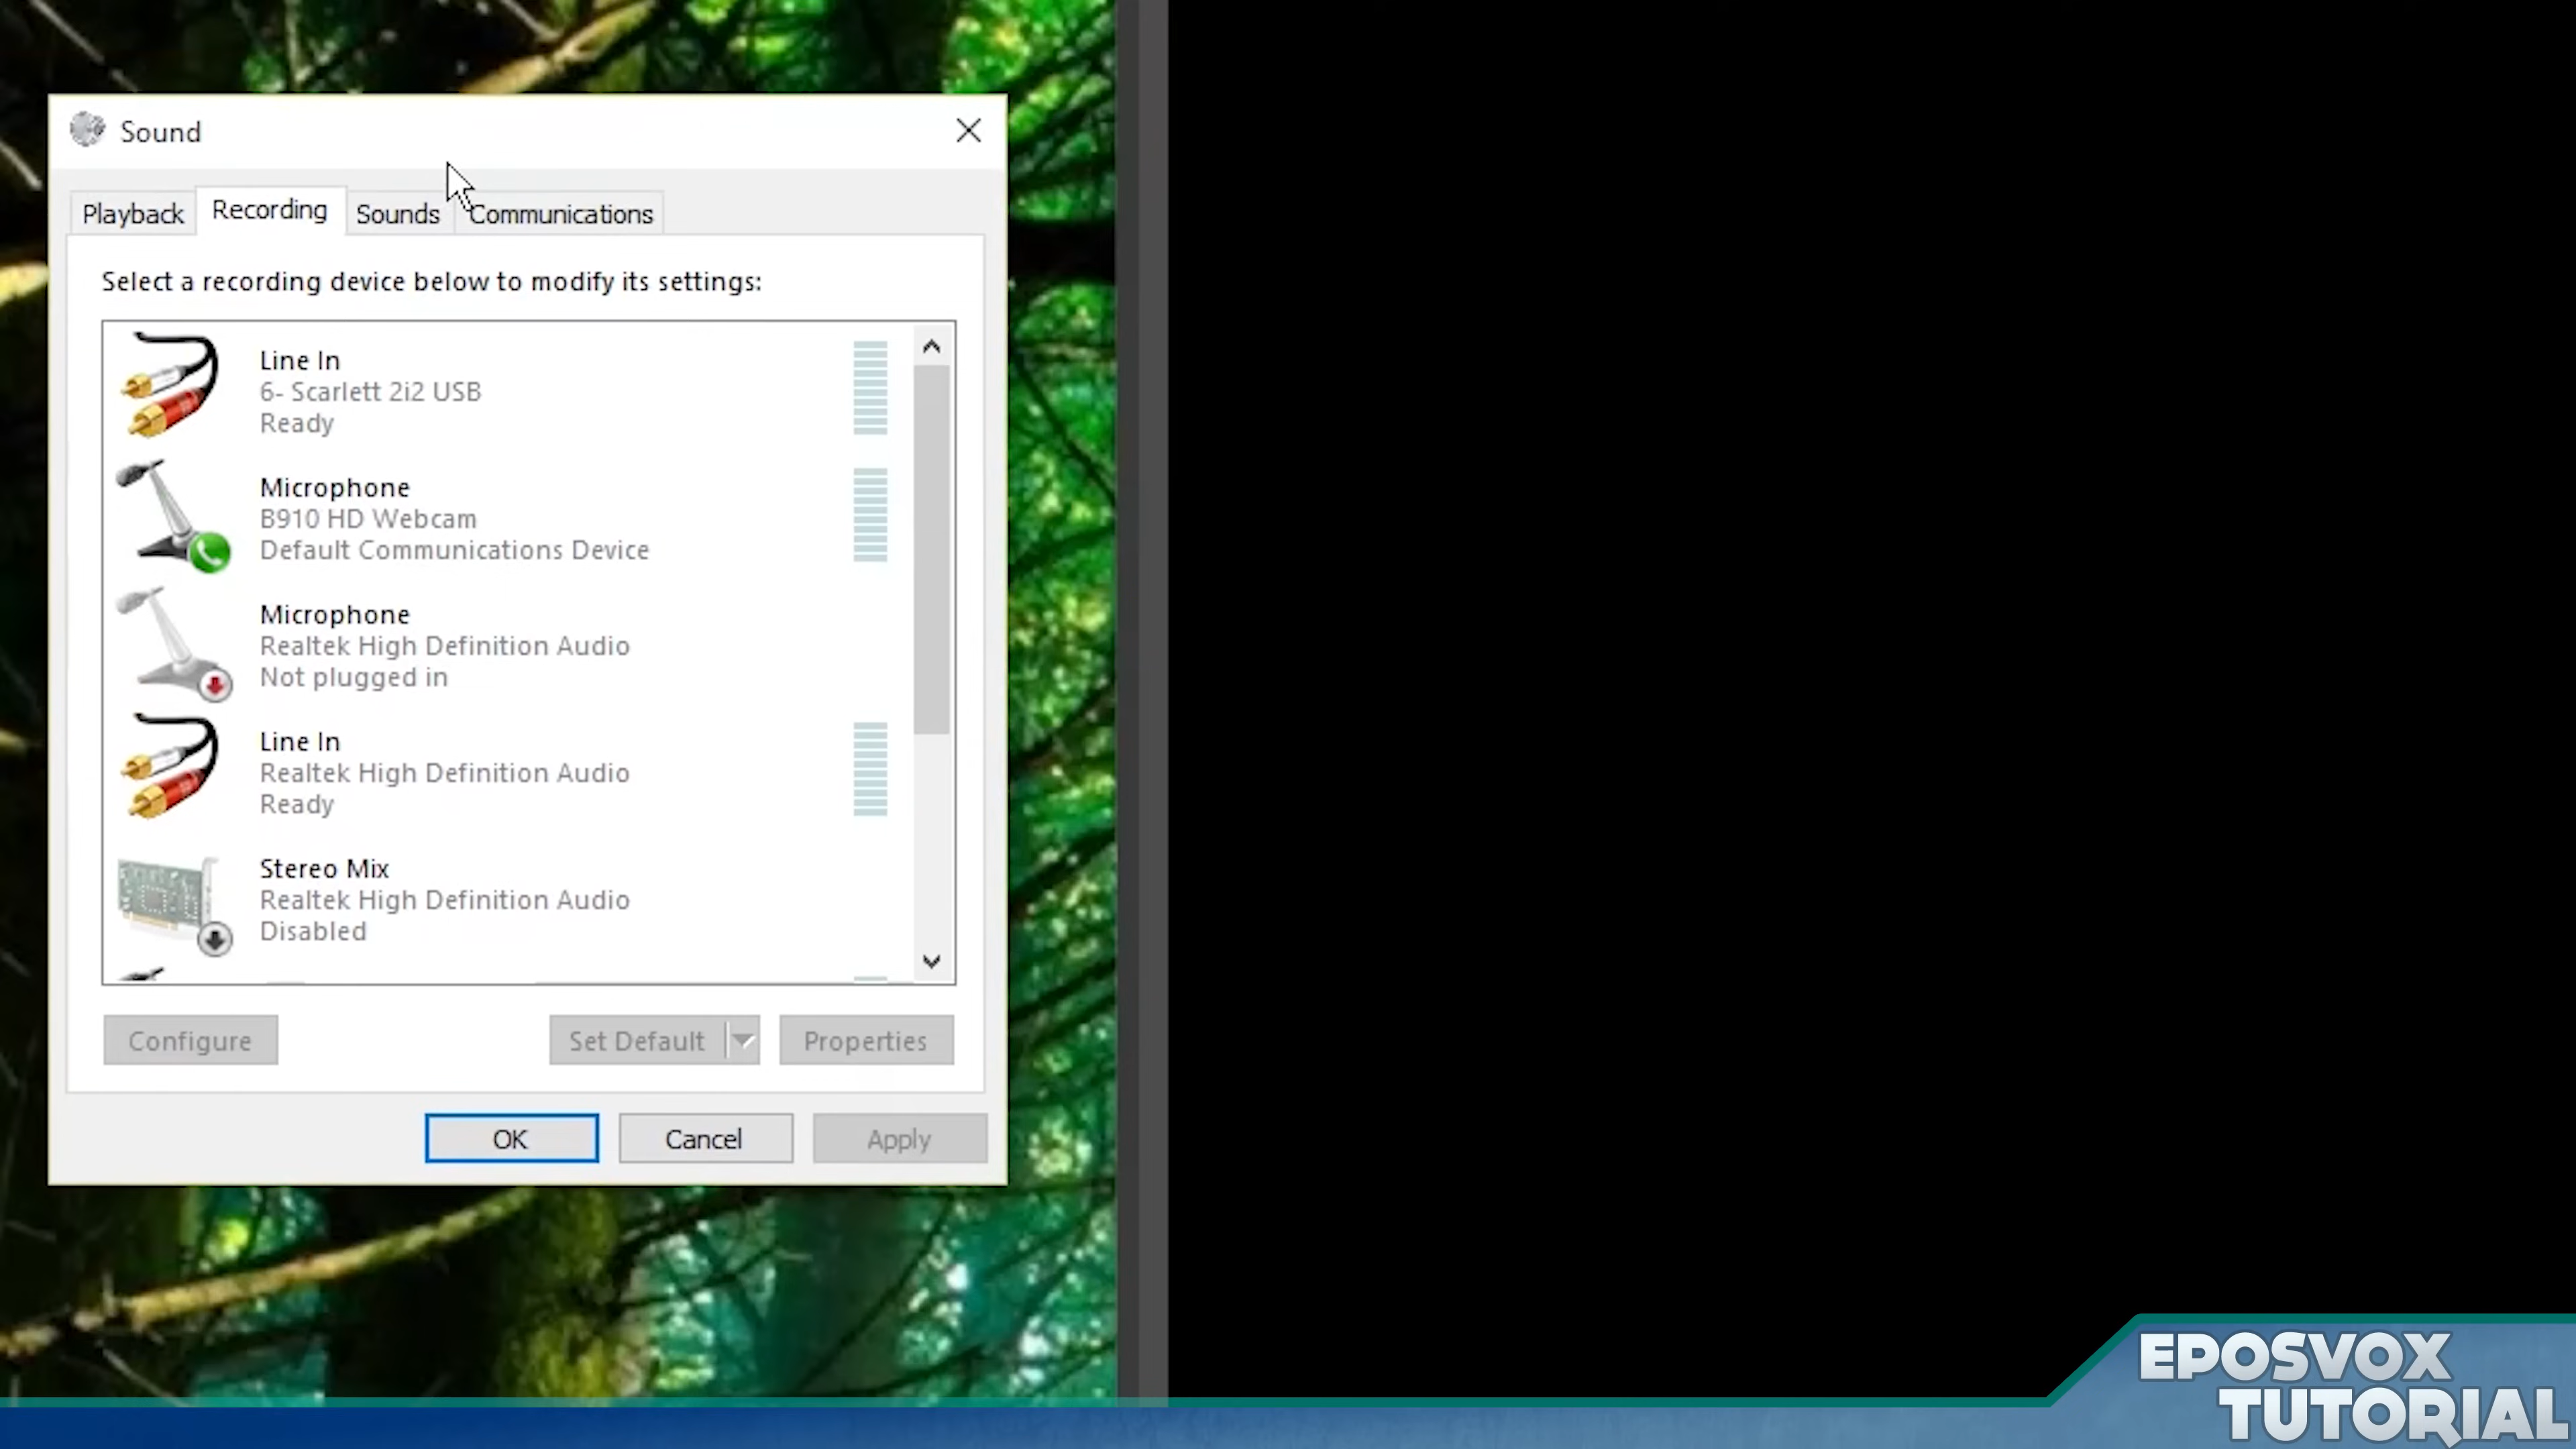 Sound
Playback
Recording
Sounds
Communications
Select a recording device below to modify its settings:
Line In
6- Scarlett 2i2 USB
Ready
Microphone
B910 HD Webcam
Default Communications Device
Microphone
Realtek High Definition Audio
Not plugged in
Line In
Realtek High Definition Audio
Ready
Stereo Mix
Realtek High Definition Audio
Disabled
Configure
Set Default
Properties
OK
Cancel
Apply
EPOSVOX
TUTORIAL